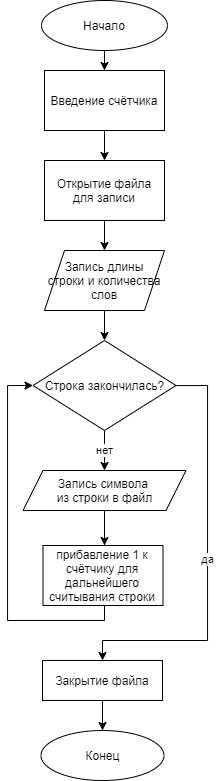 Начало
Введение счётчика
Открытие файла
для записи
Запись длины
строки и количества
слов
Строка закончилась?
нет
Запись символа
из строки в файл
прибавление 1 к
счётчику для
дальнейшего
считывания строки
да
Закрытие файла
Конец